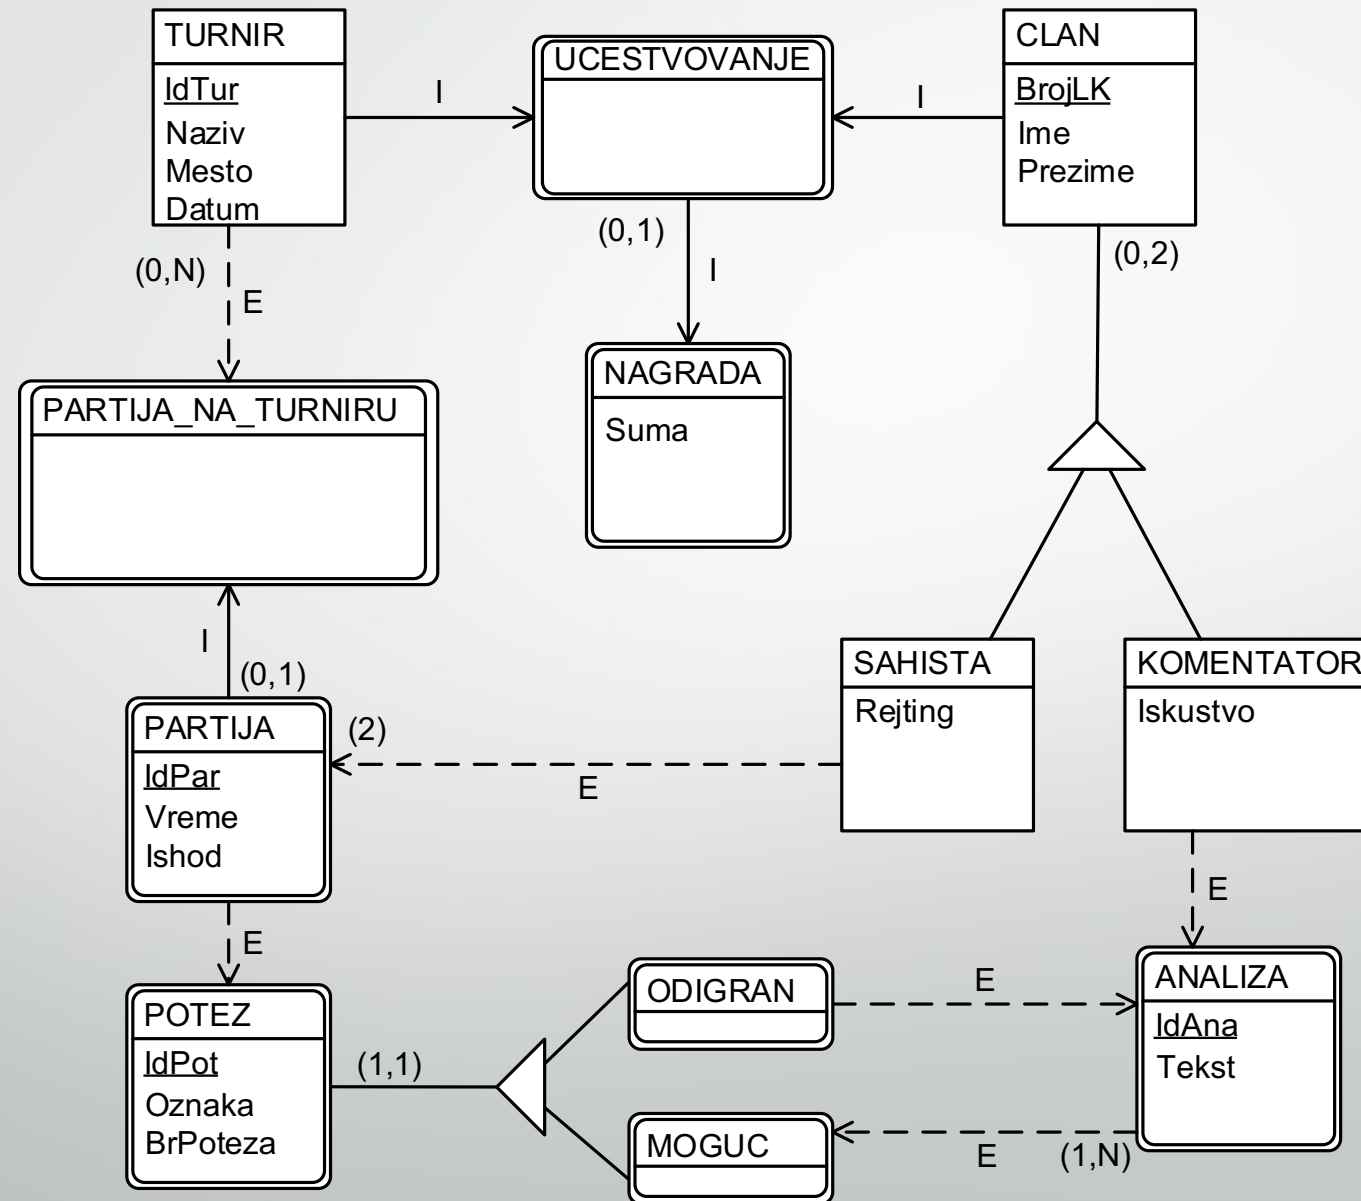 TURNIR
IdTur
Naziv
Mesto
Datum
I
UCESTVOVANJE
I
CLAN
BrojLK
Ime
Prezime
(0,N)
E
(0,1)
I
(0,2)
PARTIJA_NA_TURNIRU
NAGRADA
Suma
I
(0,1)
PARTIJA
IdPar
Vreme
Ishod
(2)
E
SAHISTA
Rejting
KOMENTATOR
Iskustvo
E
E
POTEZ
IdPot
Oznaka
BrPoteza
(1,1)
ODIGRAN
E
ANALIZA
IdAna
Tekst
MOGUC
E
(1,N)